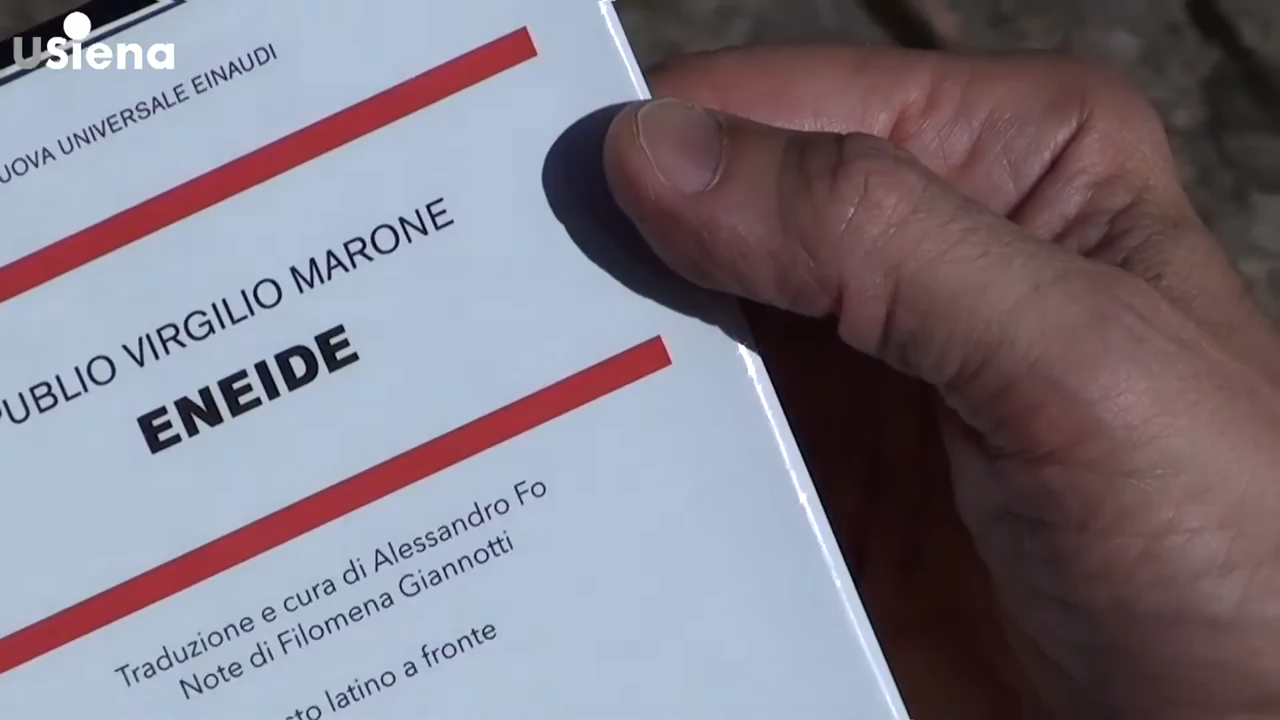 uSiena
UOVA UNIVERSALE EINAUDI
PUBLIO VIRGILIO MARONE
ENEIDE
Traduzione e cura di Alessandro Fo
Note di Filomena Giannotti
sto latino a fronte